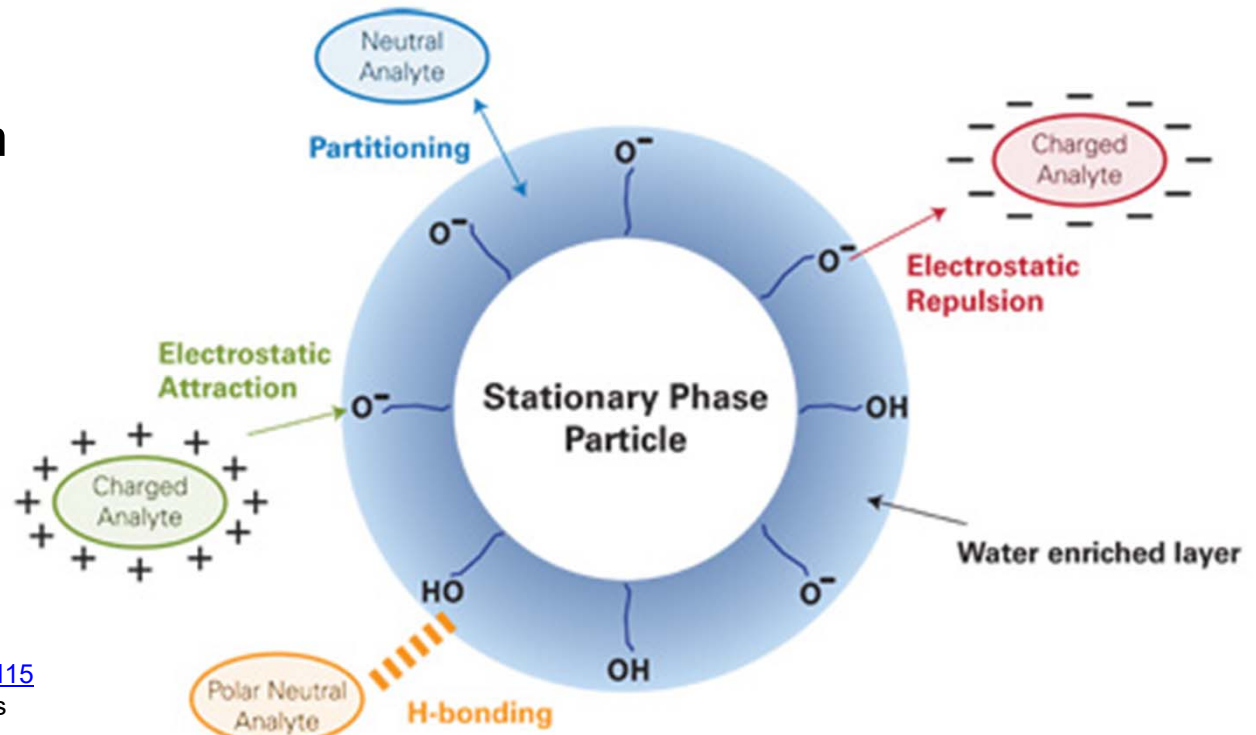 Neutral
Analyte
Partitioning
n
O−
Charged
Analyte
O−
O−
Electrostatic
Repulsion
Electrostatic
Attraction
O−
Stationary Phase
Particle
OH
Charged
Analyte
Water enriched layer
HO
O−
OH
Polar Neutral
Analyte
H-bonding
115
s